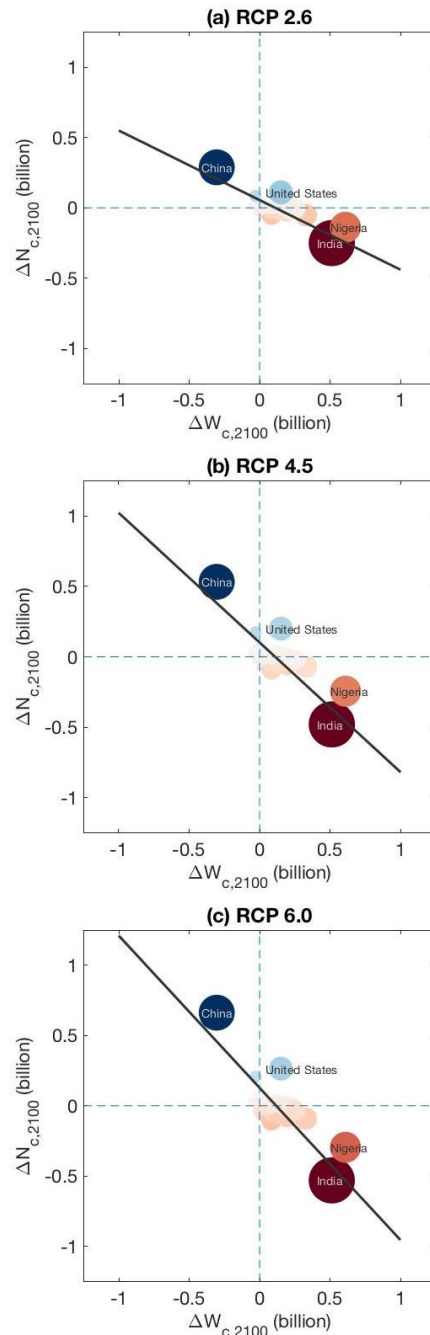 (a) RCP 2.6
1
0.5
0
-0.5
-1
ΔN_c,2100 (billion)
China
United States
Nigeria
India
-1 -0.5 0 0.5 1
ΔW_c,2100 (billion)
(b) RCP 4.5
1
0.5
0
-0.5
-1
ΔN_c,2100 (billion)
China
United States
Nigeria
India
-1 -0.5 0 0.5 1
ΔW_c,2100 (billion)
(c) RCP 6.0
1
0.5
0
-0.5
-1
ΔN_c,2100 (billion)
China
United States
Nigeria
India
-1 -0.5 0 0.5 1
ΔW_c,2100 (billion)